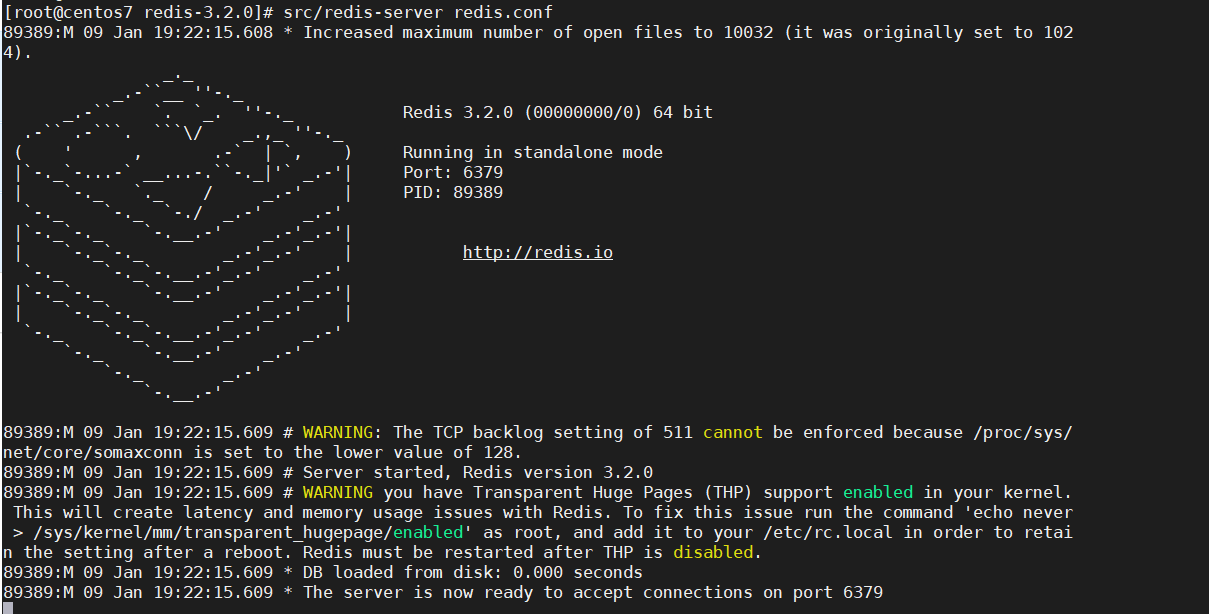 [root@centos7 redis-3.2.0]# src/redis-server redis.conf
89389:M 09 Jan 19:22:15.608 * Increased maximum number of open files to 10032 (it was originally set to 102
4).
Redis 3.2.0 (00000000/0) 64 bit
Running in standalone mode
Port: 6379
PID: 89389
http://redis.io
89389:M 09 Jan 19:22:15.609 # WARNING: The TCP backlog setting of 511 cannot be enforced because /proc/sys/
net/core/somaxconn is set to the lower value of 128.
89389:M 09 Jan 19:22:15.609 # Server started, Redis version 3.2.0
89389:M 09 Jan 19:22:15.609 # WARNING you have Transparent Huge Pages (THP) support enabled in your kernel.
This will create latency and memory usage issues with Redis. To fix this issue run the command 'echo never
> /sys/kernel/mm/transparent_hugepage/enabled' as root, and add it to your /etc/rc.local in order to retai
n the setting after a reboot. Redis must be restarted after THP is disabled.
89389:M 09 Jan 19:22:15.609 * DB loaded from disk: 0.000 seconds
89389:M 09 Jan 19:22:15.609 * The server is now ready to accept connections on port 6379